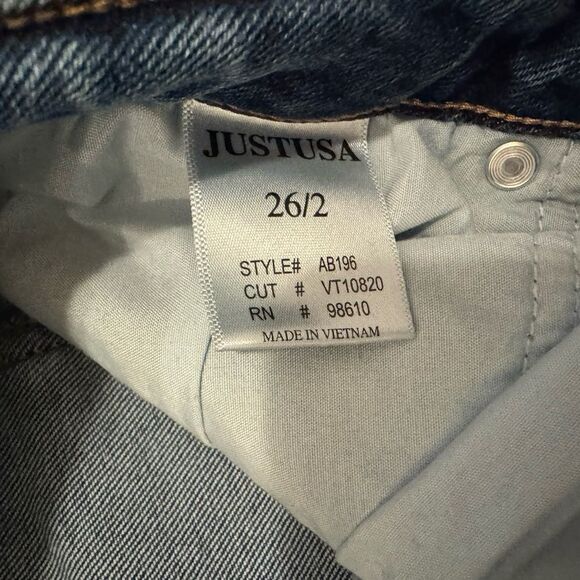 JUSTUSA
26/2
STYLE# AB196
CUT # VT10820
RN # 98610
MADE IN VIETNAM